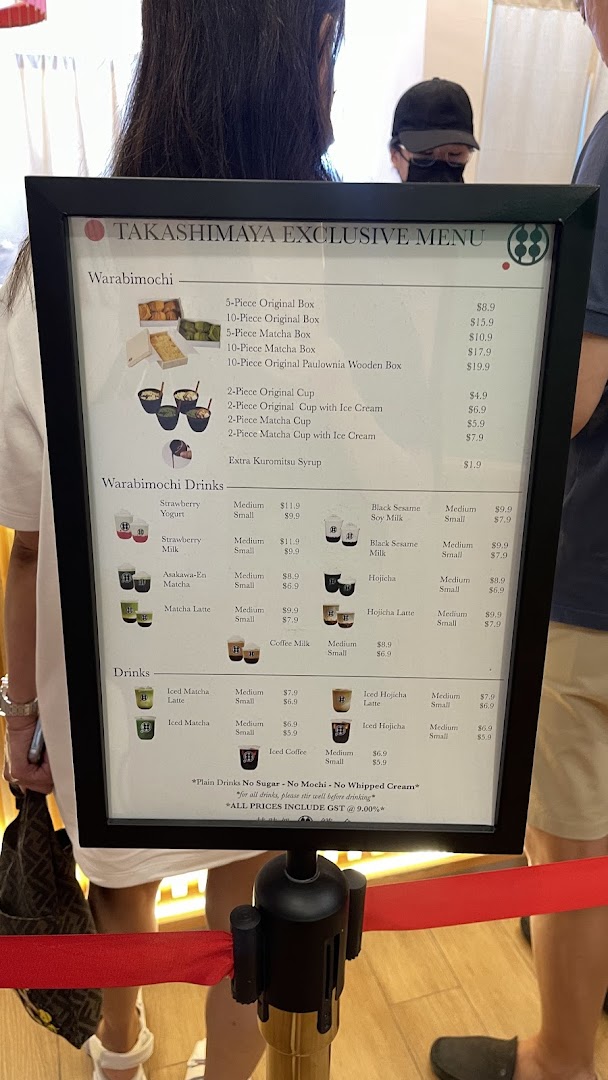 TAKASHIMAYA EXCLUSIVE MENU
Warabimochi
5-Piece Original Box $8.9
10-Piece Original Box $15.9
5-Piece Matcha Box $10.9
10-Piece Matcha Box $17.9
10-Piece Original Paulownia Wooden Box $19.9
2-Piece Original Cup $4.9
2-Piece Original Cup with Ice Cream $6.9
2-Piece Matcha Cup $5.9
2-Piece Matcha Cup with Ice Cream $7.9
Extra Kuromitsu Syrup $1.9
Warabimochi Drinks
Strawberry Medium $11.9
Yogurt Small $9.9
Black Sesame Medium $9.9
Soy Milk Small $7.9
Strawberry Medium $11.9
Milk Small $9.9
Black Sesame Medium $9.9
Milk Small $7.9
Asakawa-En Medium $8.9
Matcha Small $6.9
Hojicha Medium $8.9
Small $6.9
Matcha Latte Medium $9.9
Small $7.9
Hojicha Latte Medium $9.9
Small $7.9
Coffee Milk Medium $8.9
Small $6.9
Drinks
Iced Matcha Medium $7.9
Latte Small $6.9
Iced Hojicha Medium $7.9
Latte Small $6.9
Iced Matcha Medium $6.9
Small $5.9
Iced Hojicha Medium $6.9
Small $5.9
Iced Coffee Medium $6.9
Small $5.9
*Plain Drinks No Sugar - No Mochi - No Whipped Cream*
*for all drinks, please stir well before drinking*
*ALL PRICES INCLUDE GST @ 9.00%*